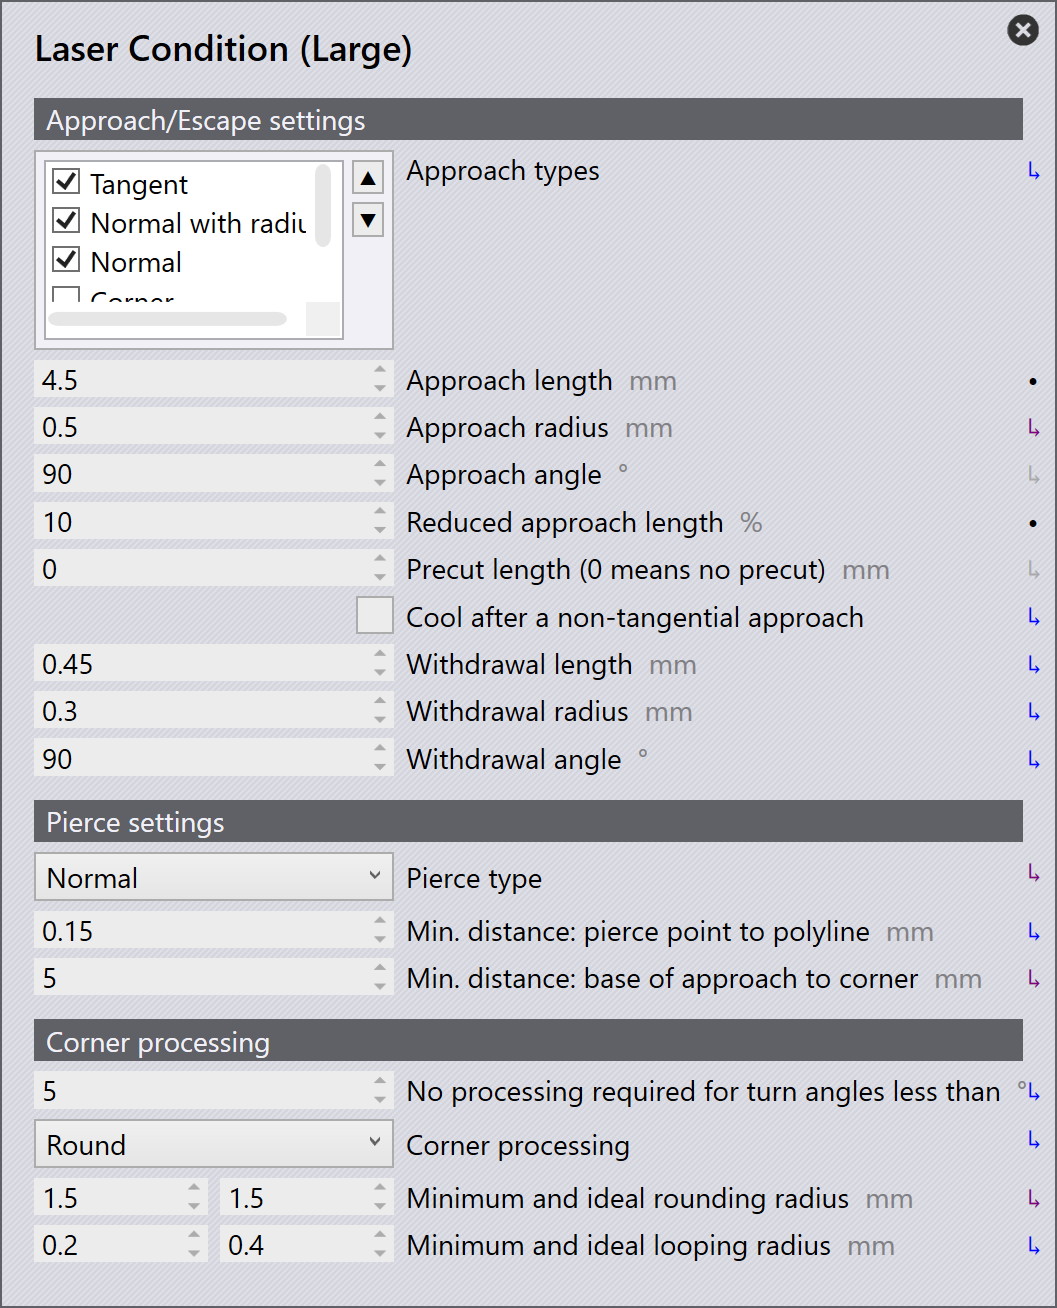 Laser Condition (Large)
Approach/Escape settings
Tangent
Normal with radiu
Normal
Corner
Approach types
4.5 Approach length mm
0.5 Approach radius mm
90 Approach angle °
10 Reduced approach length %
0 Precut length (0 means no precut) mm
Cool after a non-tangential approach
0.45 Withdrawal length mm
0.3 Withdrawal radius mm
90 Withdrawal angle °
Pierce settings
Normal Pierce type
0.15 Min. distance: pierce point to polyline mm
5 Min. distance: base of approach to corner mm
Corner processing
5 No processing required for turn angles less than °
Round Corner processing
1.5 1.5 Minimum and ideal rounding radius mm
0.2 0.4 Minimum and ideal looping radius mm